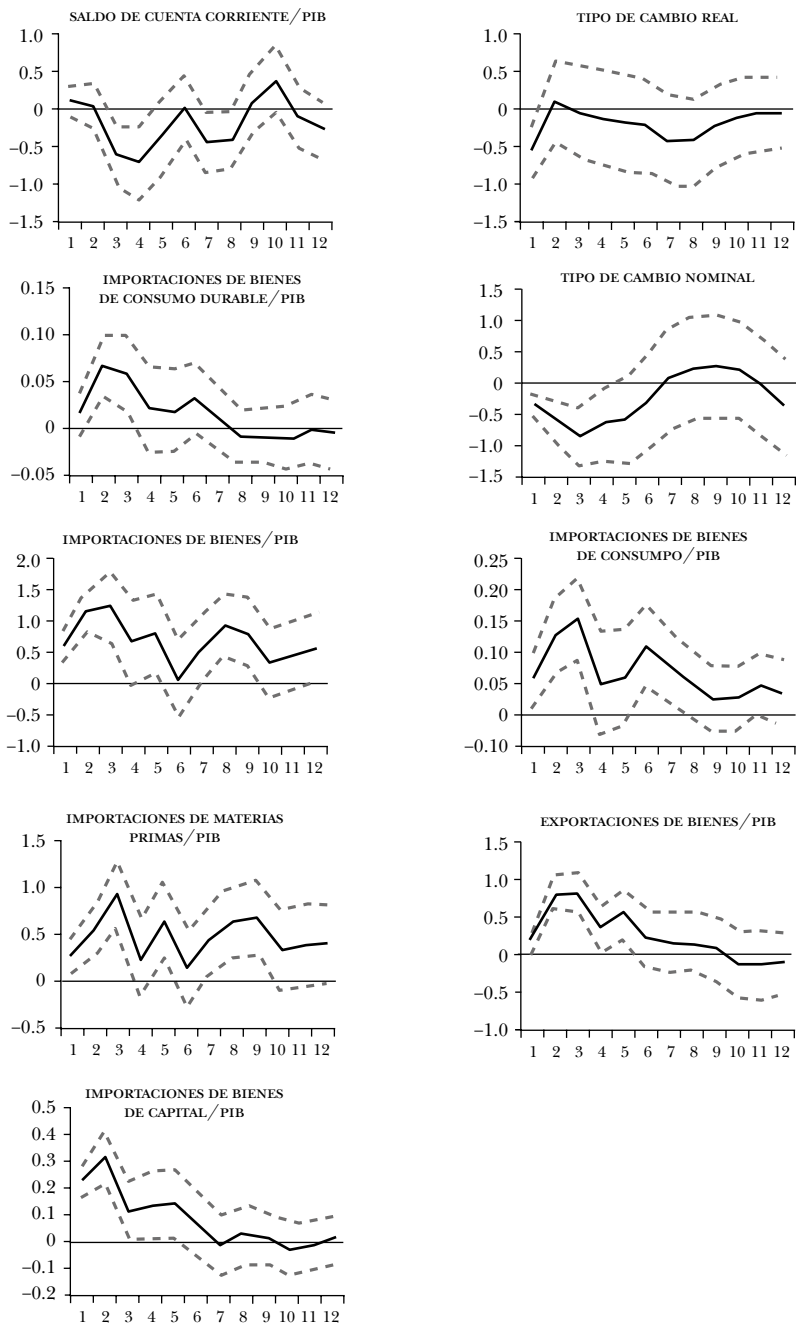 SALDO DE CUENTA CORRIENTE/PIB
1.0
0.5
0
–0.5
–1.0
–1.5
1 2 3 4 5 6 7 8 9 10 11 12
TIPO DE CAMBIO REAL
1.0
0.5
0
–0.5
–1.0
–1.5
1 2 3 4 5 6 7 8 9 10 11 12
IMPORTACIONES DE BIENES
DE CONSUMO DURABLE/PIB
0.15
0.10
0.05
0
–0.05
1 2 3 4 5 6 7 8 9 10 11 12
TIPO DE CAMBIO NOMINAL
1.5
1.0
0.5
0
–0.5
–1.0
–1.5
1 2 3 4 5 6 7 8 9 10 11 12
IMPORTACIONES DE BIENES/PIB
2.0
1.5
1.0
0.5
0
–0.5
–1.0
1 2 3 4 5 6 7 8 9 10 11 12
IMPORTACIONES DE BIENES
DE CONSUMPO/PIB
0.25
0.20
0.15
0.10
0.05
0
–0.10
1 2 3 4 5 6 7 8 9 10 11 12
IMPORTACIONES DE MATERIAS
PRIMAS/PIB
1.5
1.0
0.5
0
–0.5
1 2 3 4 5 6 7 8 9 10 11 12
EXPORTACIONES DE BIENES/PIB
1.5
1.0
0.5
0
–0.5
–1.0
1 2 3 4 5 6 7 8 9 10 11 12
IMPORTACIONES DE BIENES
DE CAPITAL/PIB
0.5
0.4
0.3
0.2
0.1
0
–0.1
–0.2
1 2 3 4 5 6 7 8 9 10 11 12